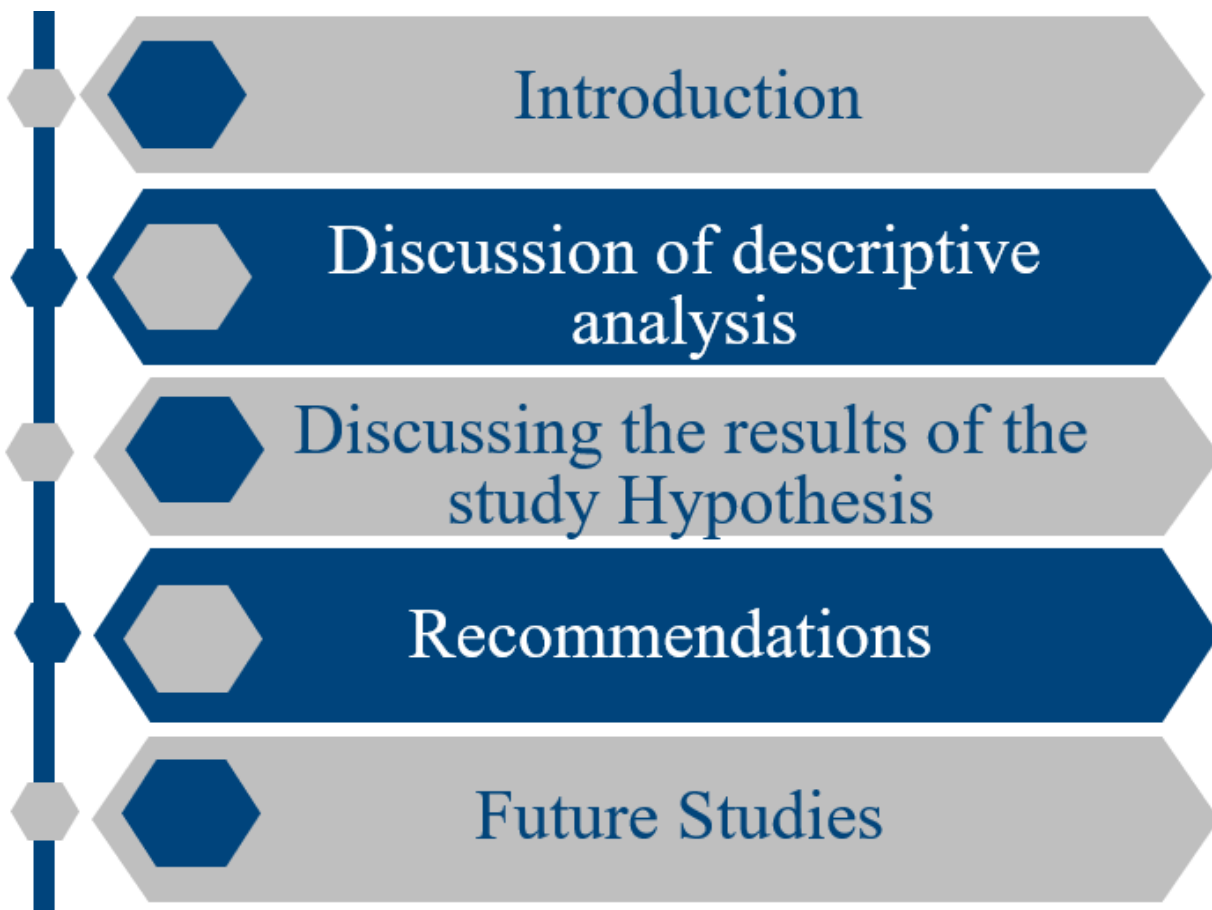 Introduction
Discussion of descriptive
analysis
Discussing the results of the
study Hypothesis
Recommendations
Future Studies